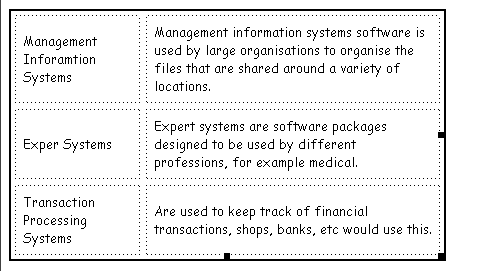 Management
Inforamtion
Systems
Management information systems software is
used by large organisations to organise the
files that are shared around a variety of
locations.
Exper Systems
Expert systems are software packages
designed to be used by different
professions, for example medical.
Transaction
Processing
Systems
Are used to keep track of financial
transactions, shops, banks, etc would use this.